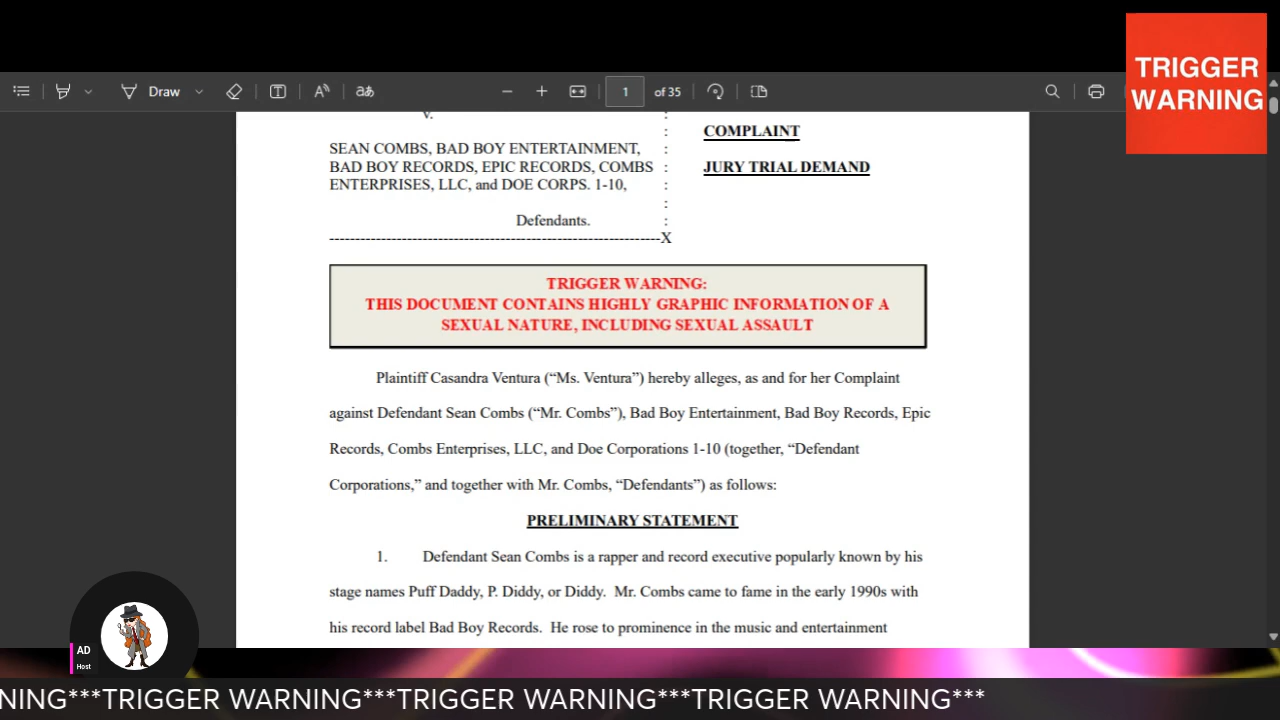 TRIGGER
WARNING
Draw
1 of 35
v. :
: COMPLAINT
SEAN COMBS, BAD BOY ENTERTAINMENT, :
BAD BOY RECORDS, EPIC RECORDS, COMBS : JURY TRIAL DEMAND
ENTERPRISES, LLC, and DOE CORPS. 1-10, :
:
Defendants. :
------------------------------------------------------------------X
TRIGGER WARNING:
THIS DOCUMENT CONTAINS HIGHLY GRAPHIC INFORMATION OF A
SEXUAL NATURE, INCLUDING SEXUAL ASSAULT
Plaintiff Casandra Ventura (“Ms. Ventura”) hereby alleges, as and for her Complaint
against Defendant Sean Combs (“Mr. Combs”), Bad Boy Entertainment, Bad Boy Records, Epic
Records, Combs Enterprises, LLC, and Doe Corporations 1-10 (together, “Defendant
Corporations,” and together with Mr. Combs, “Defendants”) as follows:
PRELIMINARY STATEMENT
1. Defendant Sean Combs is a rapper and record executive popularly known by his
stage names Puff Daddy, P. Diddy, or Diddy. Mr. Combs came to fame in the early 1990s with
his record label Bad Boy Records. He rose to prominence in the music and entertainment
AD
Host
NING***TRIGGER WARNING***TRIGGER WARNING***TRIGGER WARNING***